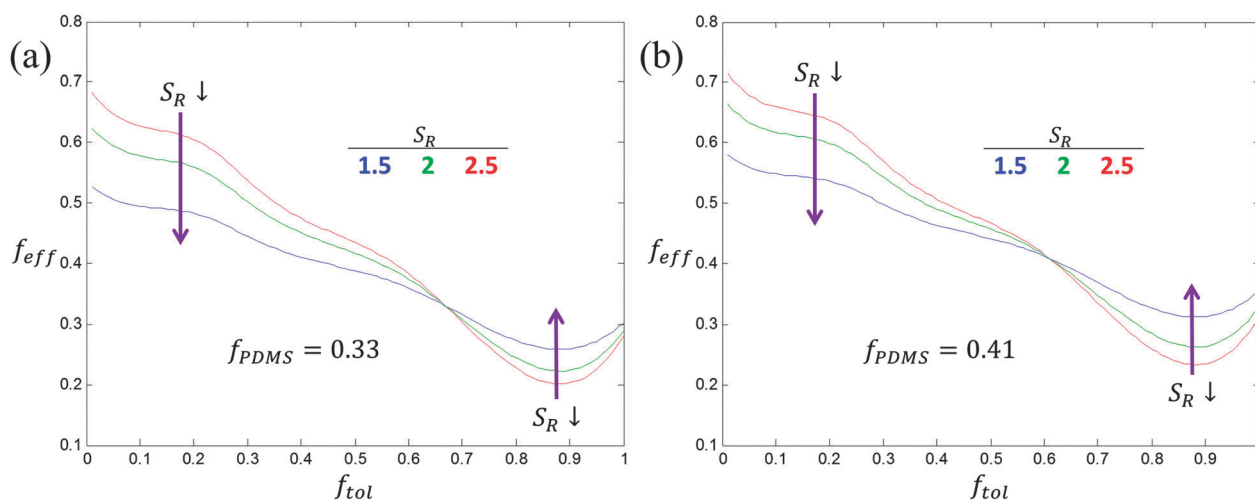 (a)
0.8
0.7
0.6
0.5
0.4
0.3
0.2
0.1
f_eff
S_R ↓
S_R
1.5 2 2.5
f_PDMS = 0.33
S_R ↓
0 0.1 0.2 0.3 0.4 0.5 0.6 0.7 0.8 0.9 1
f_tol
(b)
0.8
0.7
0.6
0.5
0.4
0.3
0.2
0.1
f_eff
S_R ↓
S_R
1.5 2 2.5
f_PDMS = 0.41
S_R ↓
0 0.1 0.2 0.3 0.4 0.5 0.6 0.7 0.8 0.9
f_tol